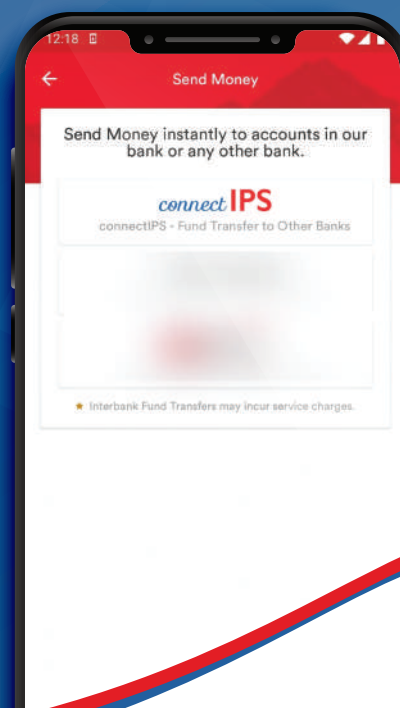 12:18
Send Money
Send Money instantly to accounts in our
bank or any other bank.
connectIPS
connectIPS - Fund Transfer to Other Banks
★ Interbank Fund Transfers may incur service charges.